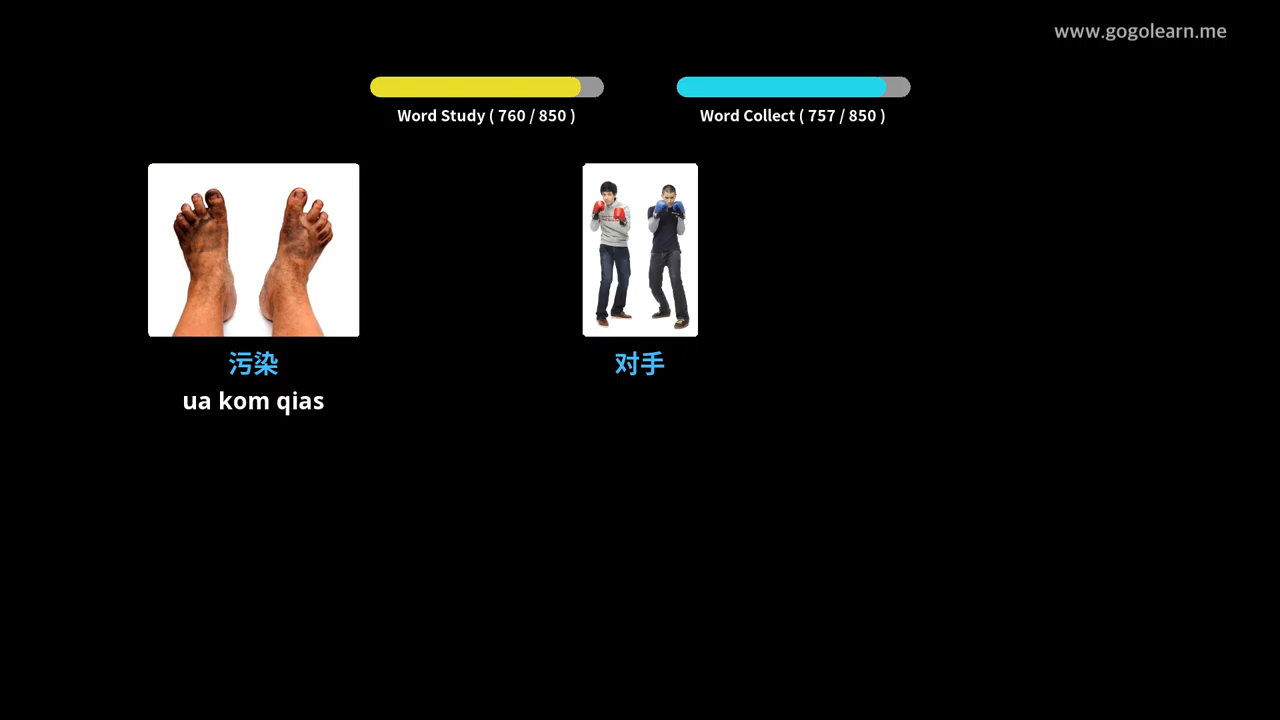 www.gogolearn.me
Word Study ( 760 / 850 )
Word Collect ( 757 / 850 )
污染
对手
ua kom qias